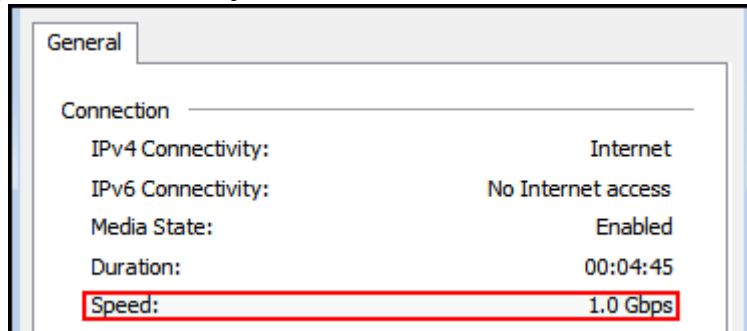 General
Connection
IPv4 Connectivity: Internet
IPv6 Connectivity: No Internet access
Media State: Enabled
Duration: 00:04:45
Speed: 1.0 Gbps